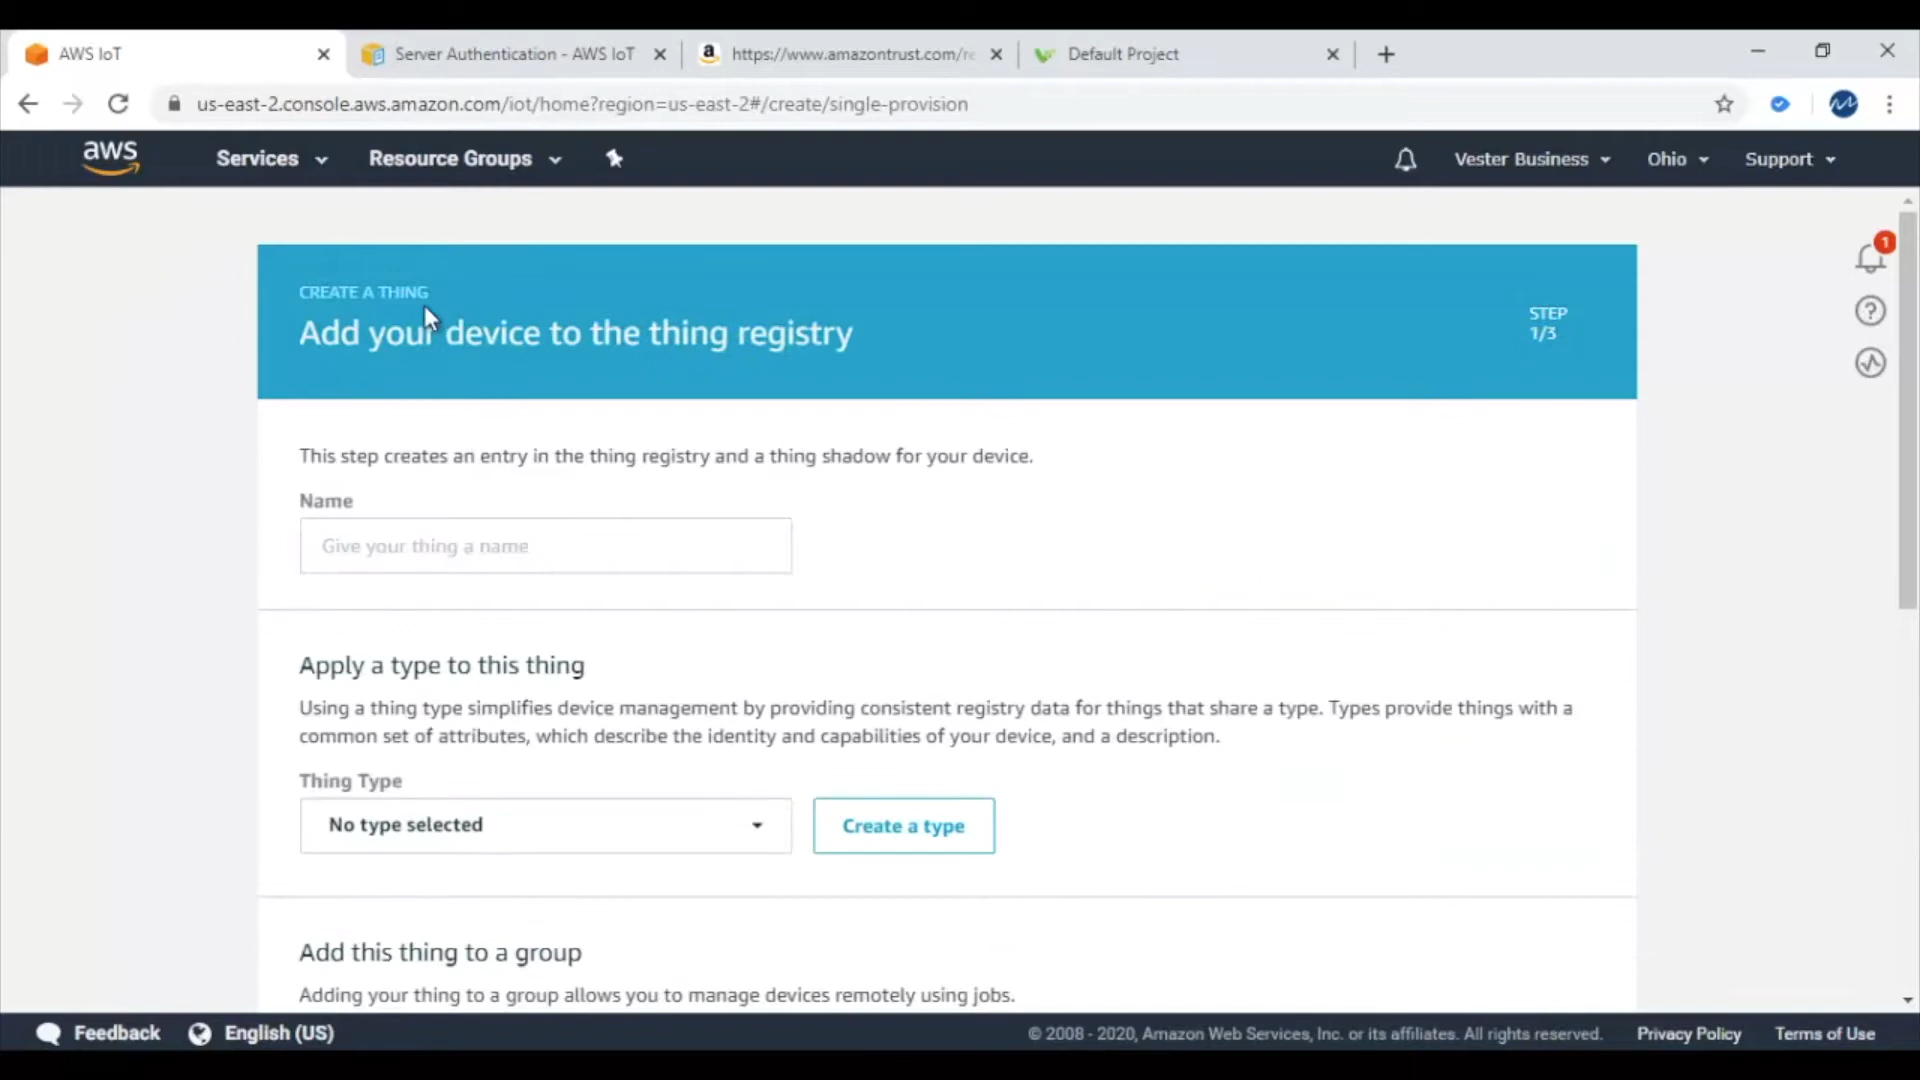 AWS IoT
Server Authentication - AWS IoT
https://www.amazontrust.com/re
Default Project
us-east-2.console.aws.amazon.com/iot/home?region=us-east-2#/create/single-provision
aws
Services
Resource Groups
Vester Business
Ohio
Support
1
CREATE A THING
Add your device to the thing registry
STEP
1/3
This step creates an entry in the thing registry and a thing shadow for your device.
Name
Give your thing a name
Apply a type to this thing
Using a thing type simplifies device management by providing consistent registry data for things that share a type. Types provide things with a
common set of attributes, which describe the identity and capabilities of your device, and a description.
Thing Type
No type selected
Create a type
Add this thing to a group
Adding your thing to a group allows you to manage devices remotely using jobs.
Feedback
English (US)
© 2008 - 2020, Amazon Web Services, Inc. or its affiliates. All rights reserved.
Privacy Policy
Terms of Use